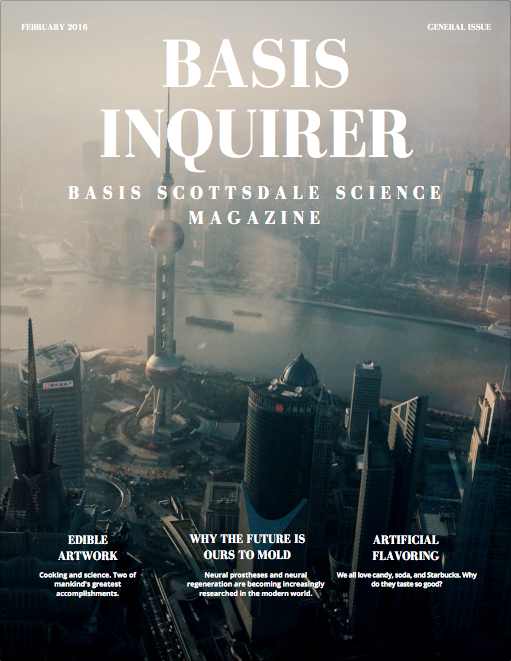 FEBRUARY 2016
GENERAL ISSUE
BASIS
INQUIRER
BASIS SCOTTSDALE SCIENCE
MAGAZINE
EDIBLE
ARTWORK
Cooking and science. Two of
mankind's greatest
accomplishments.
WHY THE FUTURE IS
OURS TO MOLD
Neural prostheses and neural
regeneration are becoming increasingly
researched in the modern world.
ARTIFICIAL
FLAVORING
We all love candy, soda, and Starbucks. Why
do they taste so good?